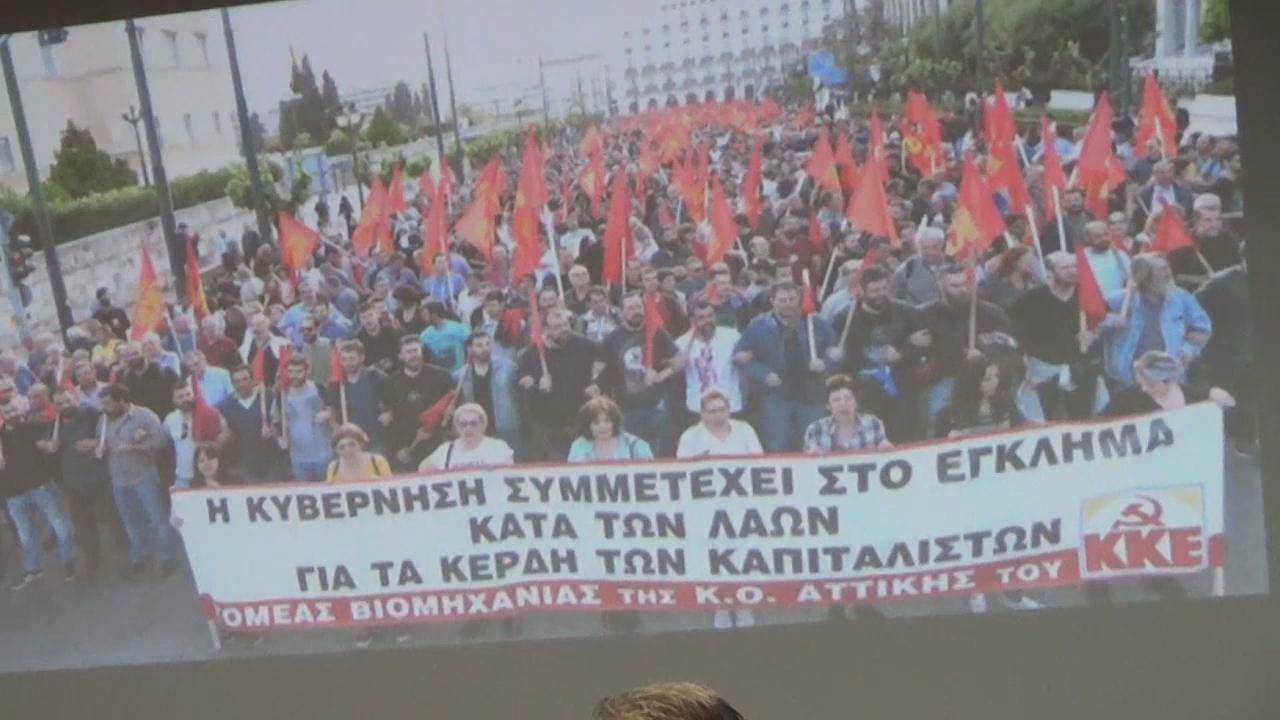 Η ΚΥΒΕΡΝΗΣΗ ΣΥΜΜΕΤΕΧΕΙ ΣΤΟ ΕΓΚΛΗΜΑ
ΚΑΤΑ ΤΩΝ ΛΑΩΝ
ΓΙΑ ΤΑ ΚΕΡΔΗ ΤΩΝ ΚΑΠΙΤΑΛΙΣΤΩΝ
ΤΟΜΕΑΣ ΒΙΟΜΗΧΑΝΙΑΣ ΤΗΣ Κ.Ο. ΑΤΤΙΚΗΣ ΤΟΥ
ΚΚΕ